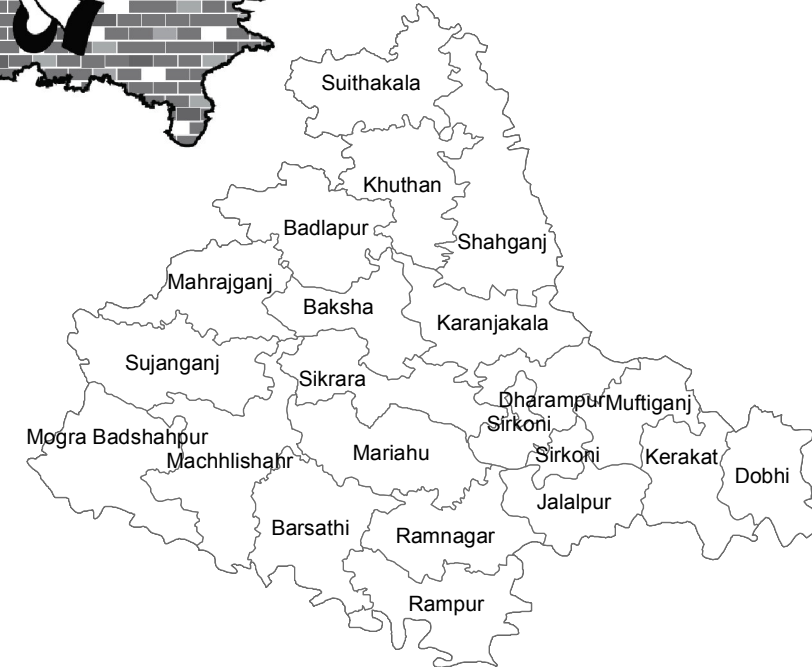 Suithakala
Khuthan
Badlapur
Shahganj
Mahrajganj
Baksha
Karanjakala
Sujanganj
Sikrara
Dharampur
Muftiganj
Sirkoni
Mogra Badshahpur
Machhlishahr
Mariahu
Sirkoni
Kerakat
Dobhi
Jalalpur
Barsathi
Ramnagar
Rampur